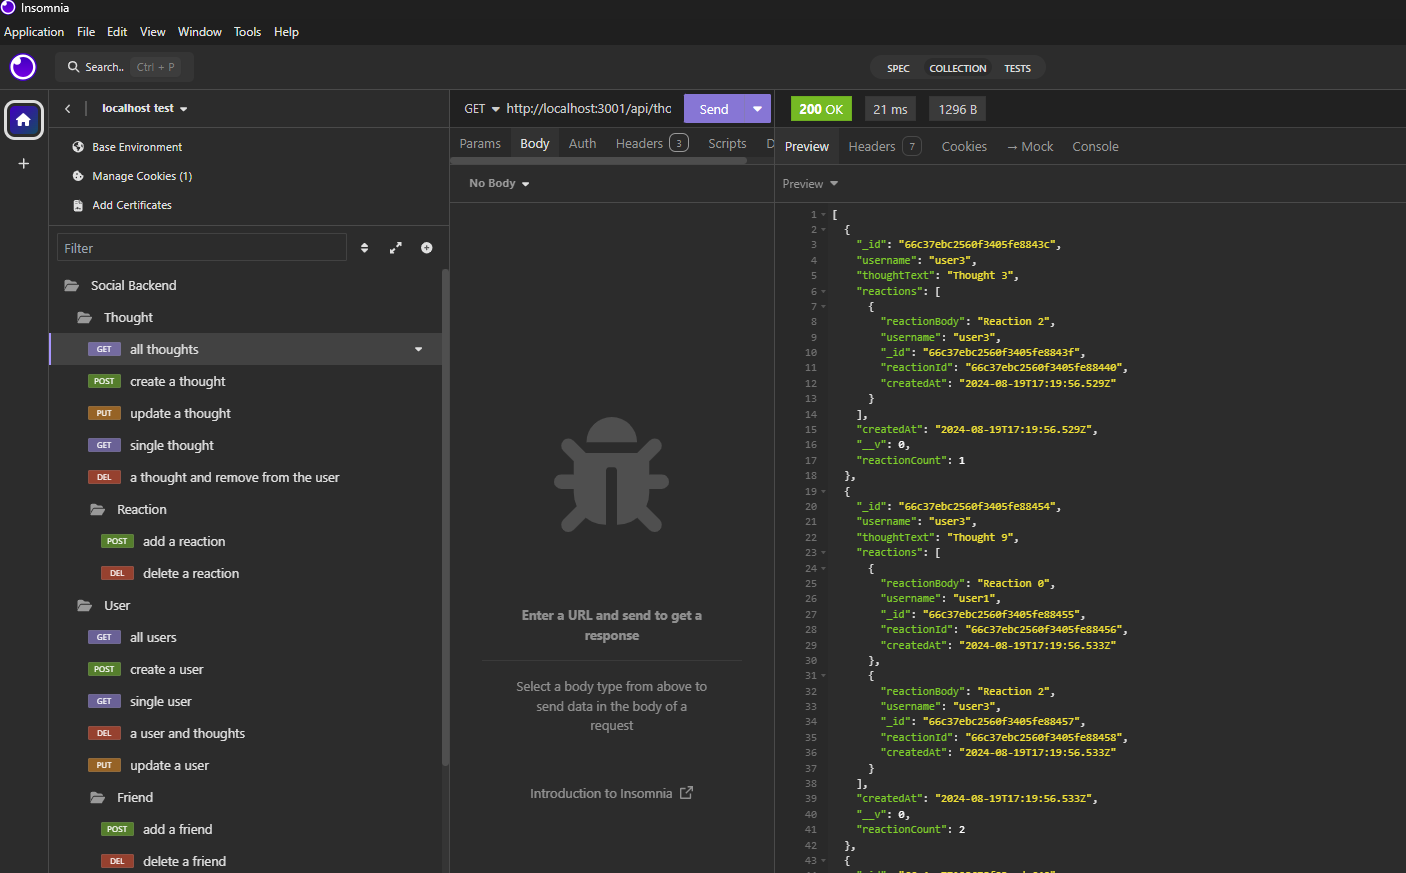 Insomnia
Application File Edit View Window Tools Help
Search.. Ctrl + P
SPEC COLLECTION TESTS
localhost test
Base Environment
Manage Cookies (1)
Add Certificates
Filter
Social Backend
Thought
GET all thoughts
POST create a thought
PUT update a thought
GET single thought
DEL a thought and remove from the user
Reaction
POST add a reaction
DEL delete a reaction
User
GET all users
POST create a user
GET single user
DEL a user and thoughts
PUT update a user
Friend
POST add a friend
DEL delete a friend
GET http://localhost:3001/api/tho Send
Params Body Auth Headers 3 Scripts D
No Body
Enter a URL and send to get a
response
Select a body type from above to
send data in the body of a
request
Introduction to Insomnia
200 OK 21 ms 1296 B
Preview Headers 7 Cookies → Mock Console
Preview
1 [
2 {
3 "_id": "66c37ebc2560f3405fe8843c",
4 "username": "user3",
5 "thoughtText": "Thought 3",
6 "reactions": [
7 {
8 "reactionBody": "Reaction 2",
9 "username": "user3",
10 "_id": "66c37ebc2560f3405fe8843f",
11 "reactionId": "66c37ebc2560f3405fe88440",
12 "createdAt": "2024-08-19T17:19:56.529Z"
13 }
14 ],
15 "createdAt": "2024-08-19T17:19:56.529Z",
16 "__v": 0,
17 "reactionCount": 1
18 },
19 {
20 "_id": "66c37ebc2560f3405fe88454",
21 "username": "user3",
22 "thoughtText": "Thought 9",
23 "reactions": [
24 {
25 "reactionBody": "Reaction 0",
26 "username": "user1",
27 "_id": "66c37ebc2560f3405fe88455",
28 "reactionId": "66c37ebc2560f3405fe88456",
29 "createdAt": "2024-08-19T17:19:56.533Z"
30 },
31 {
32 "reactionBody": "Reaction 2",
33 "username": "user3",
34 "_id": "66c37ebc2560f3405fe88457",
35 "reactionId": "66c37ebc2560f3405fe88458",
36 "createdAt": "2024-08-19T17:19:56.533Z"
37 }
38 ],
39 "createdAt": "2024-08-19T17:19:56.533Z",
40 "__v": 0,
41 "reactionCount": 2
42 },
43 {